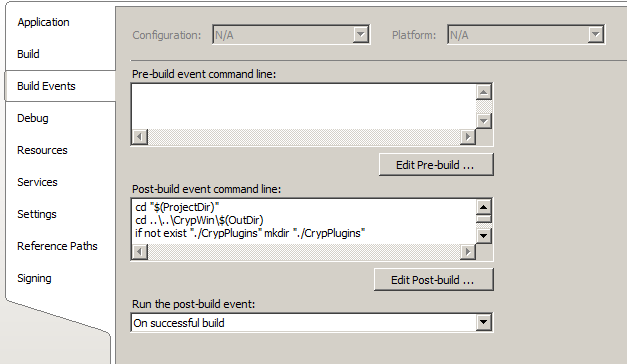 Application
Build
Build Events
Debug
Resources
Services
Settings
Reference Paths
Signing
Configuration: N/A Platform: N/A
Pre-build event command line:
Edit Pre-build ...
Post-build event command line:
cd "$(ProjectDir)"
cd ..\..\CrypWin\$(OutDir)
if not exist "./CrypPlugins" mkdir "./CrypPlugins"
Edit Post-build ...
Run the post-build event:
On successful build